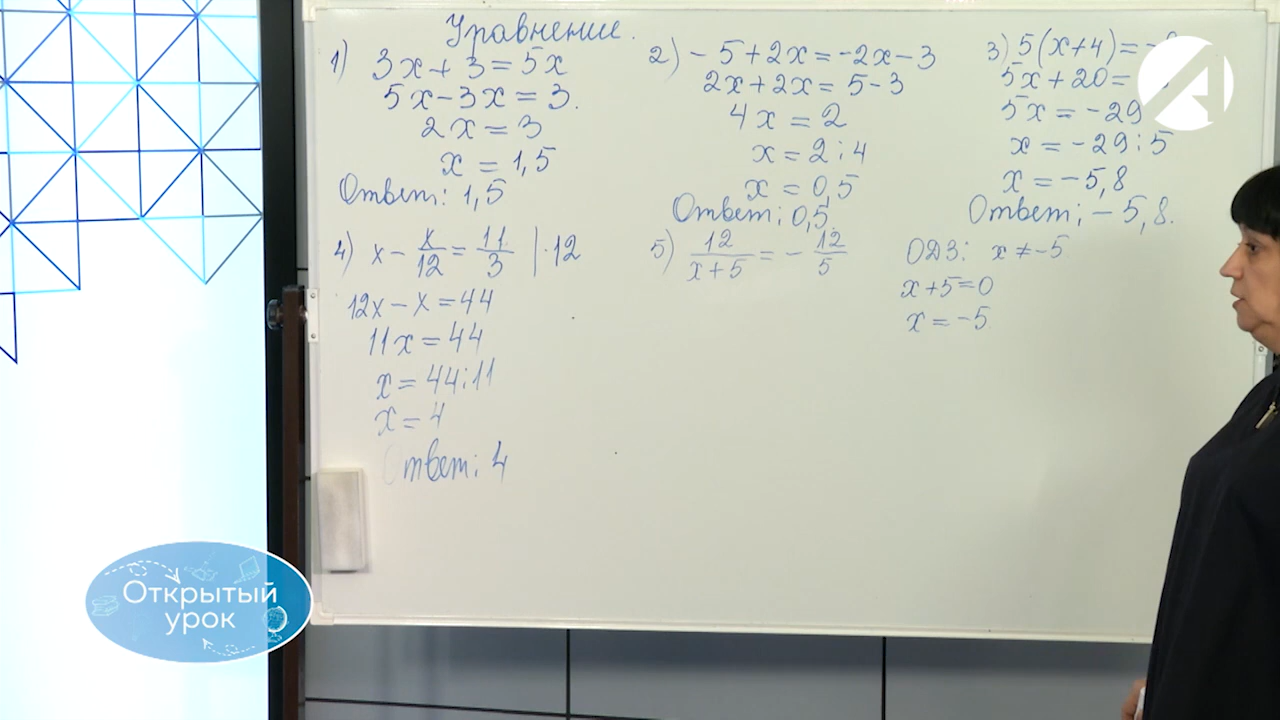 Уравнение.
1) 3x + 3 = 5x
5x - 3x = 3.
2x = 3
x = 1,5
Ответ: 1,5
2) - 5 + 2x = -2x - 3
2x + 2x = 5 - 3
4x = 2
x = 2 : 4
x = 0,5
Ответ: 0,5.
3) 5(x+4) = -
5x + 20 =
5x = -29
x = -29 : 5
x = -5,8
Ответ: -5,8.
4) x - x/12 = 11/3 | ·12
12x - x = 44
11x = 44
x = 44:11
x = 4
Ответ: 4
5) 12/(x+5) = - 12/5
ОДЗ: x ≠ -5
x + 5 = 0
x = -5
Открытый
урок